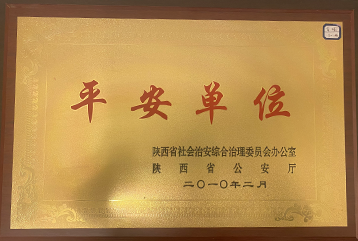 平安单位
陕西省社会治安综合治理委员会办公室
陕西省公安厅
二〇一〇年二月